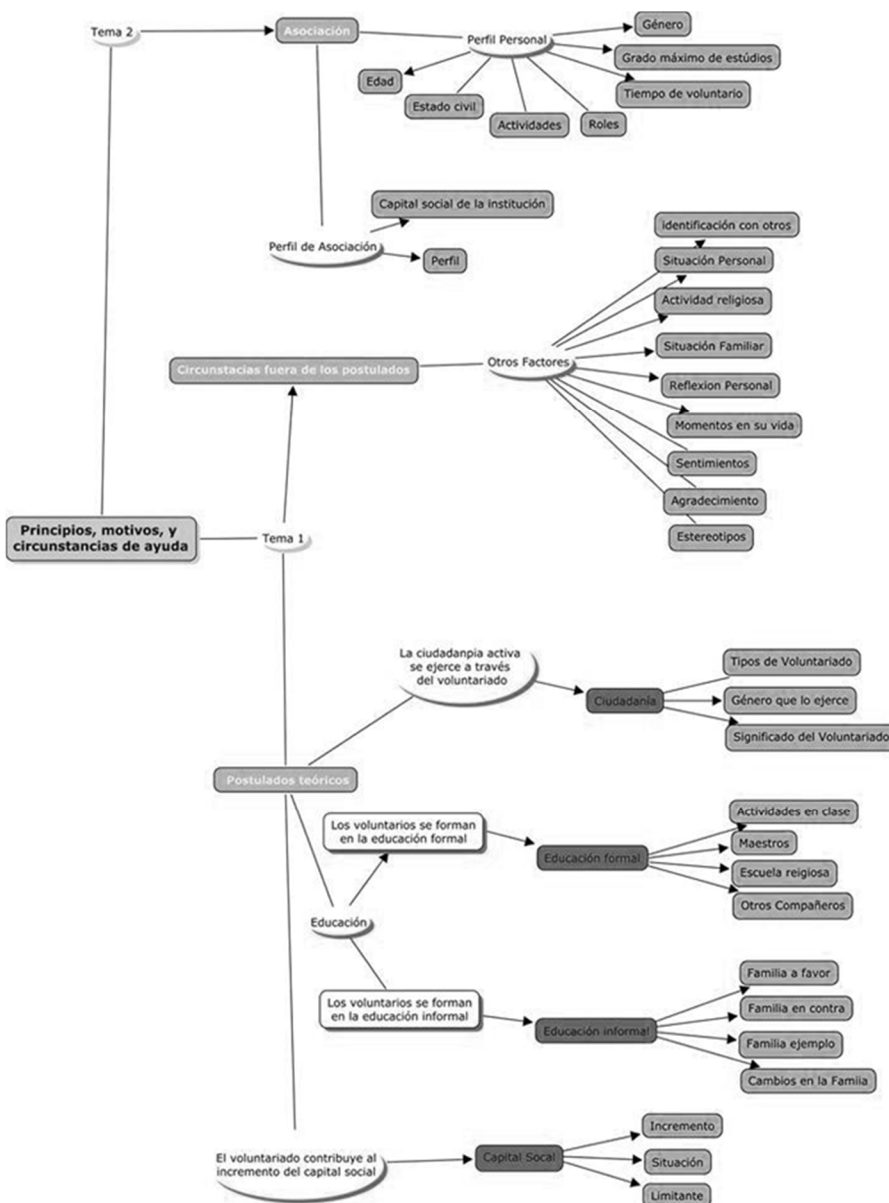 Tema 2
Asociación
Perfil Personal
Género
Grado máximo de estúdios
Tiempo de voluntario
Edad
Estado civil
Actividades
Roles
Capital social de la institución
Perfil de Asociación
Perfil
identificación con otros
Situación Personal
Actividad religiosa
Circunstacias fuera de los postulados
Otros Factores
Situación Familiar
Reflexion Personal
Momentos en su vida
Sentimientos
Agradecimiento
Estereotipos
Principios, motivos, y
circunstancias de ayuda
Tema 1
La ciudadanpia activa
se ejerce a través
del voluntariado
Ciudadanía
Tipos de Voluntariado
Género que lo ejerce
Significado del Voluntariado
Postulados teóricos
Los voluntarios se forman
en la educación formal
Educación formal
Actividades en clase
Maestros
Escuela reigiosa
Otros Compañeros
Educación
Los voluntarios se forman
en la educación informal
Educación informal
Familia a favor
Familia en contra
Familia ejemplo
Cambios en la Famiia
El voluntariado contribuye al
incremento del capital social
Capital Socal
Incremento
Situación
Limitante